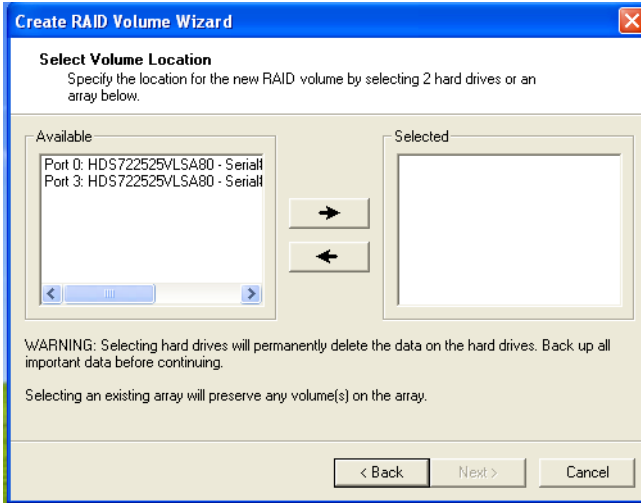 Create RAID Volume Wizard
Select Volume Location
Specify the location for the new RAID volume by selecting 2 hard drives or an
array below.
Available
Selected
Port 0: HDS722525VLSA80 - Serial#
Port 3: HDS722525VLSA80 - Serial#
WARNING: Selecting hard drives will permanently delete the data on the hard drives. Back up all
important data before continuing.
Selecting an existing array will preserve any volume(s) on the array.
< Back
Next >
Cancel